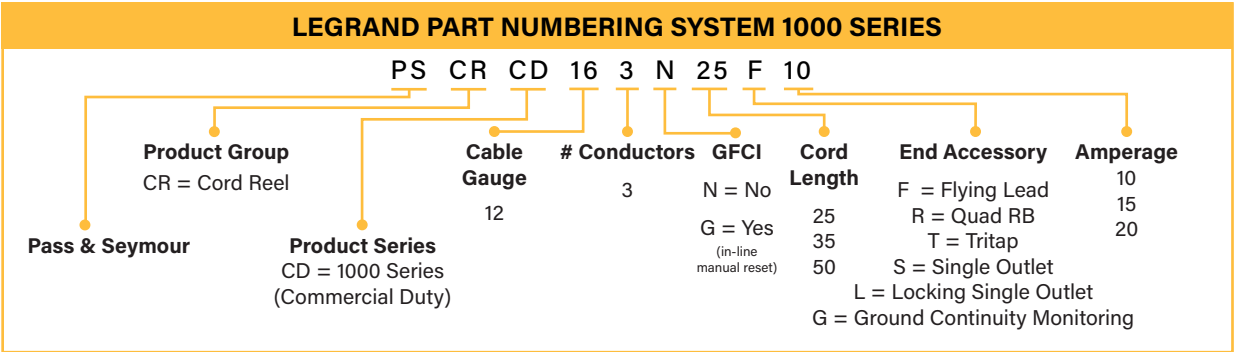 LEGRAND PART NUMBERING SYSTEM 1000 SERIES
PS CR CD 16 3 N 25 F 10
Pass & Seymour
Product Group
CR = Cord Reel
Product Series
CD = 1000 Series
(Commercial Duty)
Cable
Gauge
12
# Conductors
3
GFCI
N = No
G = Yes
(in-line
manual reset)
Cord
Length
25
35
50
End Accessory
F = Flying Lead
R = Quad RB
T = Tritap
S = Single Outlet
L = Locking Single Outlet
G = Ground Continuity Monitoring
Amperage
10
15
20